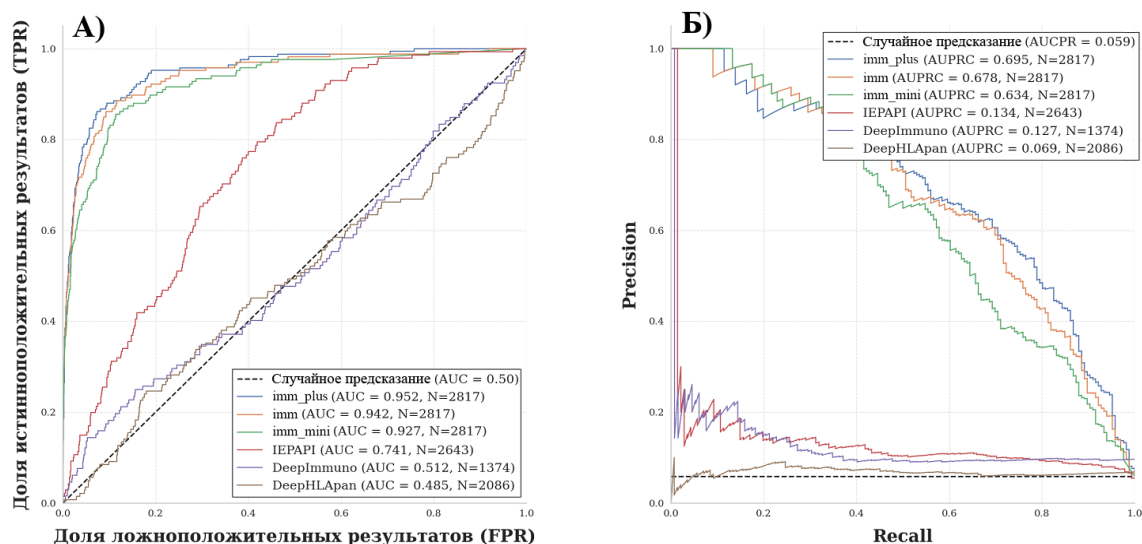 А)
Доля истинноположительных результатов (TPR)
1.0
0.8
0.6
0.4
0.2
0.0
Случайное предсказание (AUC = 0.50)
imm_plus (AUC = 0.952, N=2817)
imm (AUC = 0.942, N=2817)
imm_mini (AUC = 0.927, N=2817)
IEPAPI (AUC = 0.741, N=2643)
DeepImmuno (AUC = 0.512, N=1374)
DeepHLApan (AUC = 0.485, N=2086)
0.0 0.2 0.4 0.6 0.8 1.0
Доля ложноположительных результатов (FPR)
Б)
Precision
1.0
0.8
0.6
0.4
0.2
0.0
Случайное предсказание (AUCPR = 0.059)
imm_plus (AUPRC = 0.695, N=2817)
imm (AUPRC = 0.678, N=2817)
imm_mini (AUPRC = 0.634, N=2817)
IEPAPI (AUPRC = 0.134, N=2643)
DeepImmuno (AUPRC = 0.127, N=1374)
DeepHLApan (AUPRC = 0.069, N=2086)
0.0 0.2 0.4 0.6 0.8 1.0
Recall